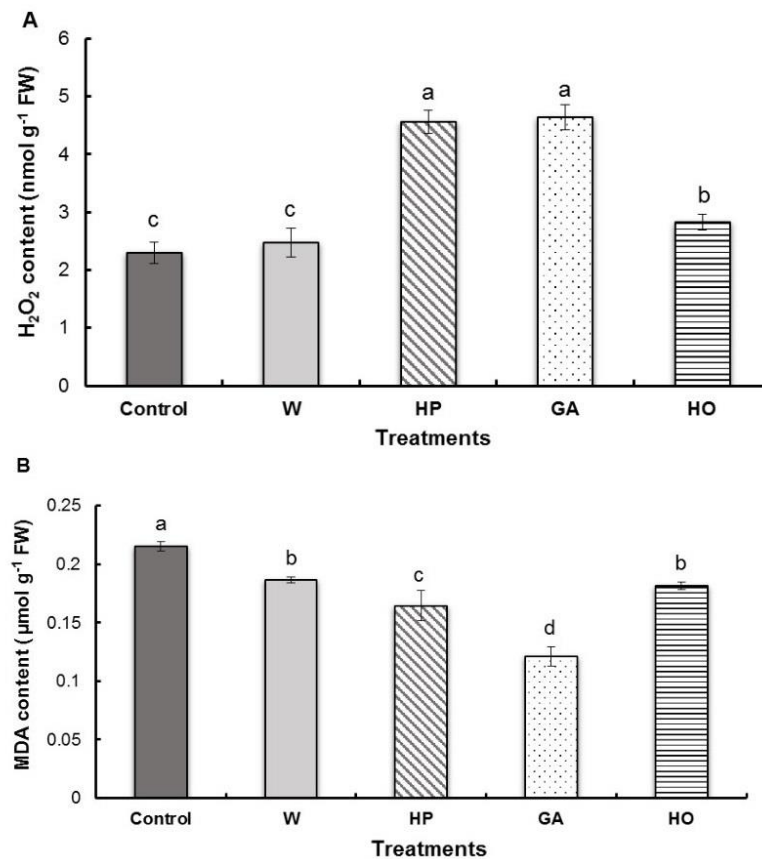 A
H₂O₂ content (nmol g⁻¹ FW)
6
5
4
3
2
1
0
c
c
a
a
b
Control W HP GA HO
Treatments
B
MDA content ( µmol g⁻¹ FW)
0.25
0.2
0.15
0.1
0.05
0
a
b
c
d
b
Control W HP GA HO
Treatments